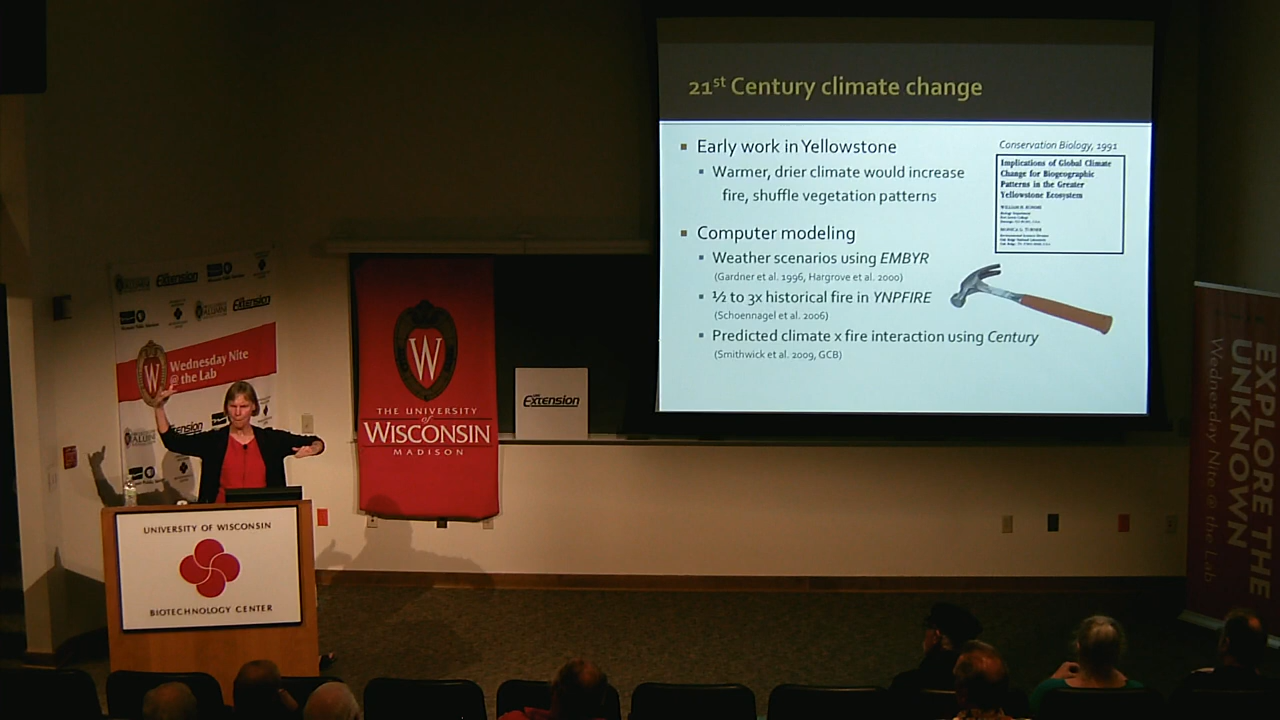 21st Century climate change
Early work in Yellowstone
Warmer, drier climate would increase
fire, shuffle vegetation patterns
Computer modeling
Weather scenarios using EMBYR
(Gardner et al. 1996, Hargrove et al. 2000)
½ to 3x historical fire in YNPFIRE
(Schoennagel et al. 2006)
Predicted climate x fire interaction using Century
(Smithwick et al. 2009, GCB)
Conservation Biology, 1991
Implications of Global Climate
Change for Biogeographic
Patterns in the Greater
Yellowstone Ecosystem
Extension
Extension
Wednesday Nite
@ the Lab
W
THE UNIVERSITY
of
WISCONSIN
MADISON
Extension
UNIVERSITY OF WISCONSIN
BIOTECHNOLOGY CENTER
EXPLORE THE
UNKNOWN
Wednesday Nite @ the Lab